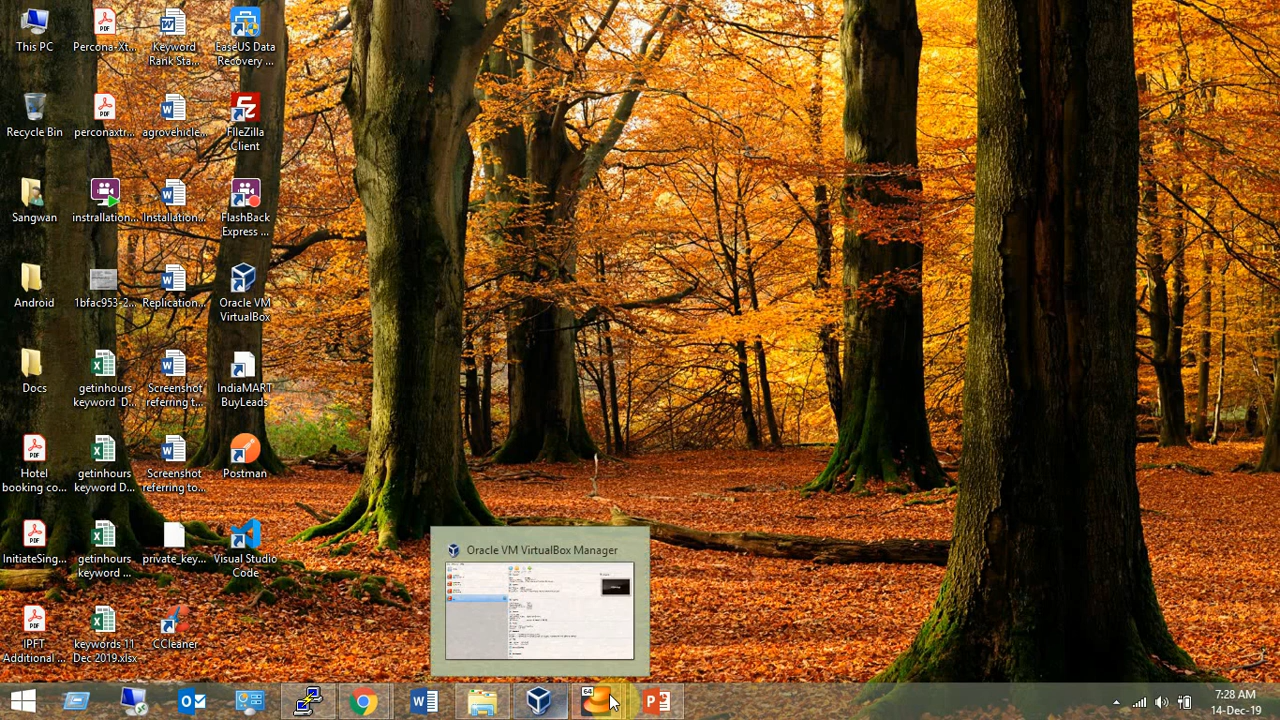 This PC
Percona-Xt...
Keyword
Rank Sta...
EaseUS Data
Recovery ...
Recycle Bin
perconaxtr...
agrovehicle...
FileZilla
Client
Sangwan
instrallation...
Installation...
FlashBack
Express ...
Android
1bfac953-2...
Replication...
Oracle VM
VirtualBox
Docs
getinhours
keyword D...
Screenshot
referring t...
IndiaMART
BuyLeads
Hotel
booking co...
getinhours
keyword D...
Screenshot
referring to...
Postman
InitiateSing...
getinhours
keyword ...
private_key...
Visual Studio
Code
IPFT
Additional ...
keywords 11
Dec 2019.xlsx
CCleaner
Oracle VM VirtualBox Manager
64
7:28 AM
14-Dec-19